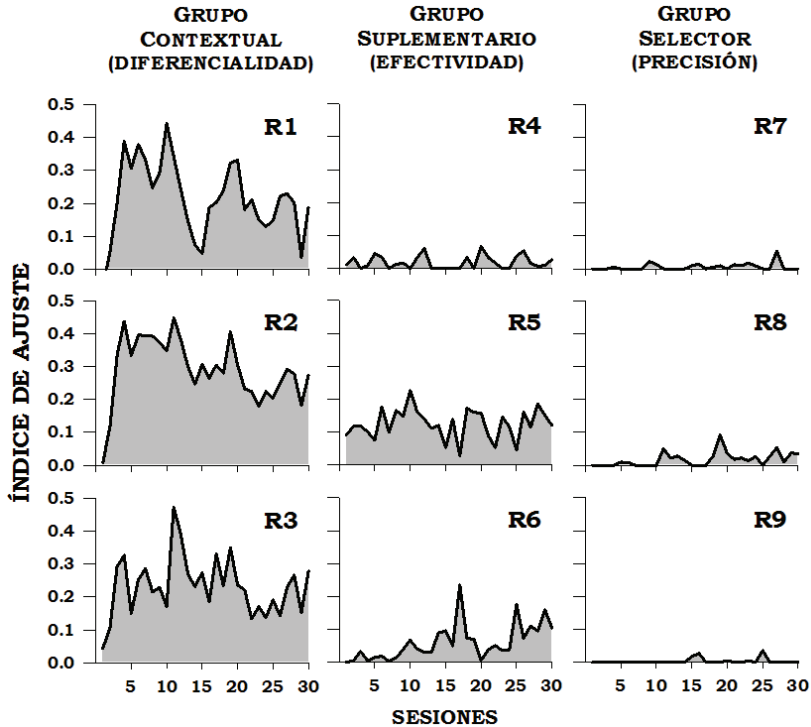 GRUPO
CONTEXTUAL
(DIFERENCIALIDAD)
GRUPO
SUPLEMENTARIO
(EFECTIVIDAD)
GRUPO
SELECTOR
(PRECISIÓN)
ÍNDICE DE AJUSTE
0.5
0.4
0.3
0.2
0.1
0.0
R1
R4
R7
0.5
0.4
0.3
0.2
0.1
0.0
R2
R5
R8
0.5
0.4
0.3
0.2
0.1
0.0
R3
R6
R9
5 10 15 20 25 30
5 10 15 20 25 30
5 10 15 20 25 30
SESIONES